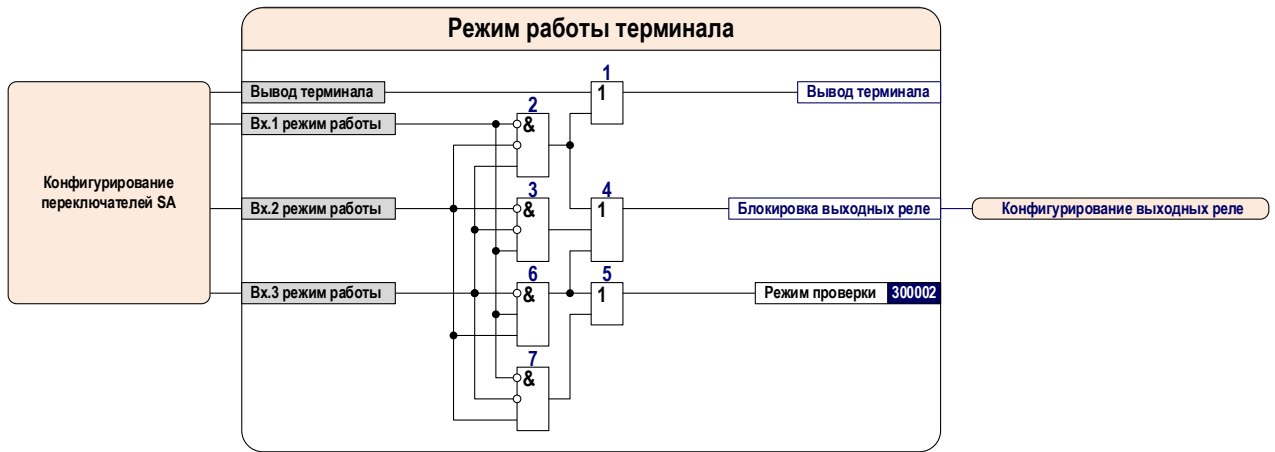 Режим работы терминала
1
Вывод терминала
1
Вывод терминала
2
Вх.1 режим работы
&
Конфигурирование
переключателей SA
3
4
Вх.2 режим работы
&
1
Блокировка выходных реле
Конфигурирование выходных реле
6
5
Вх.3 режим работы
&
1
Режим проверки 300002
7
&